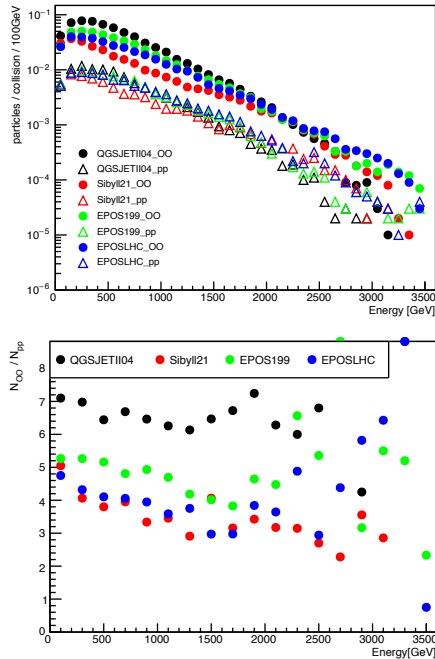 particles / collision / 100GeV
10⁻¹
10⁻²
10⁻³
10⁻⁴
10⁻⁵
10⁻⁶
QGSJETII04_OO
QGSJETII04_pp
Sibyll21_OO
Sibyll21_pp
EPOS199_OO
EPOS199_pp
EPOSLHC_OO
EPOSLHC_pp
0 500 1000 1500 2000 2500 3000 3500
Energy [GeV]
N_OO / N_pp
QGSJETII04 Sibyll21 EPOS199 EPOSLHC
8
7
6
5
4
3
2
1
0
0 500 1000 1500 2000 2500 3000 3500
Energy[GeV]